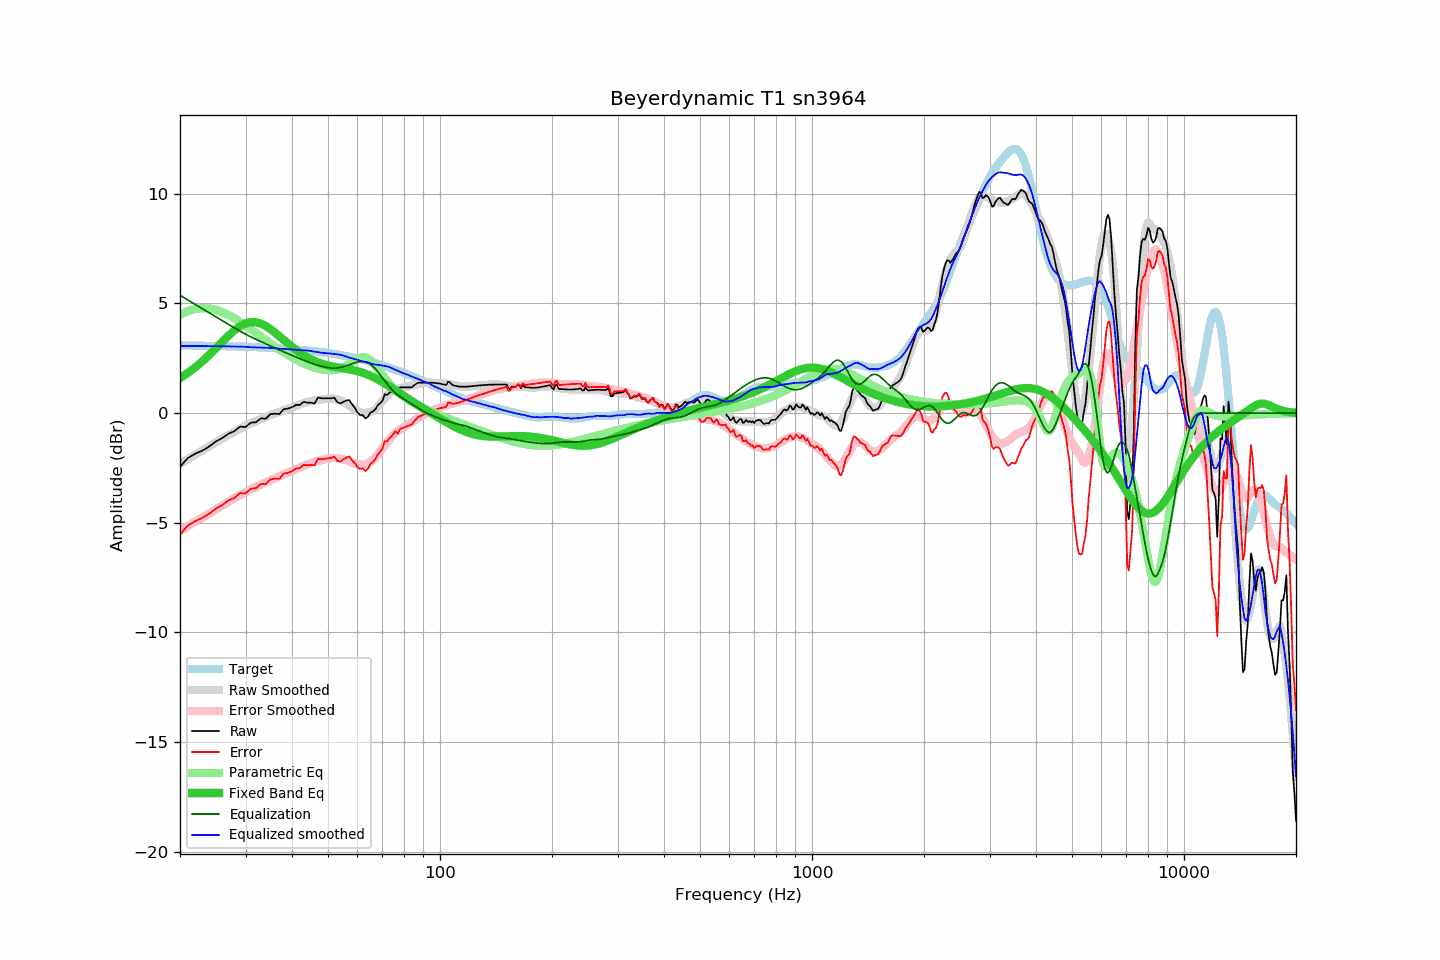 Beyerdynamic T1 sn3964
Amplitude (dBr)
10
5
0
−5
−10
−15
−20
Target
Raw Smoothed
Error Smoothed
Raw
Error
Parametric Eq
Fixed Band Eq
Equalization
Equalized smoothed
100
1000
10000
Frequency (Hz)